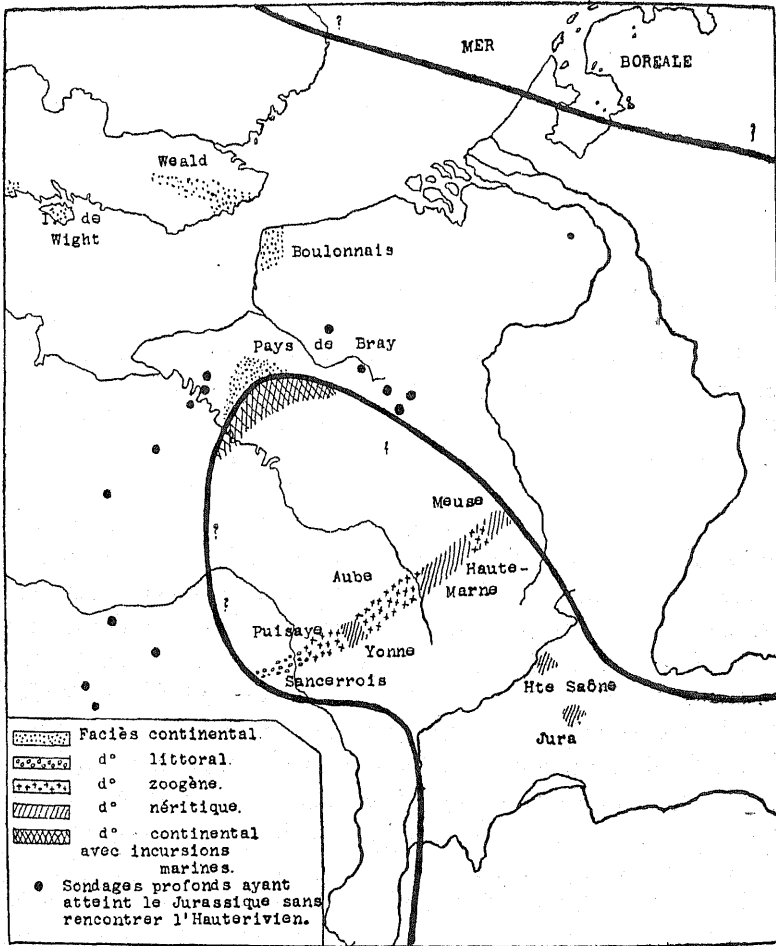 ?
MER
BOREALE
?
Weald
de
Wight
Boulonnais
Pays de Bray
?
?
Meuse
Aube
Haute-
Marne
?
Puisaye
Yonne
Sancerrois
Hte Saône
Jura
Faciès continental.
d° littoral.
d° zoogène.
d° néritique.
d° continental
avec incursions
marines.
Sondages profonds ayant
atteint le Jurassique sans
rencontrer l'Hauterivien.